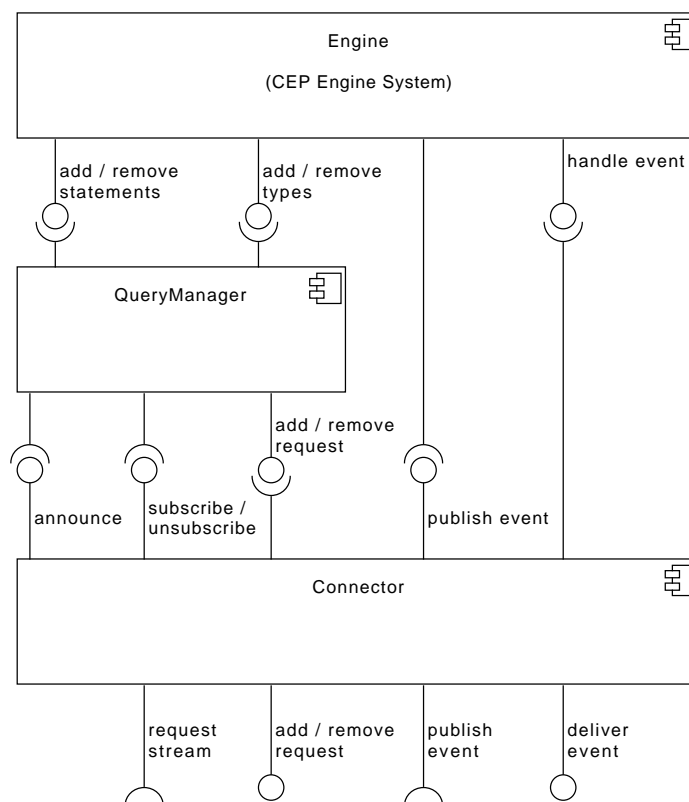 Engine
(CEP Engine System)
add / remove
statements
add / remove
types
handle event
QueryManager
add / remove
request
announce
subscribe /
unsubscribe
publish event
Connector
request
stream
add / remove
request
publish
event
deliver
event